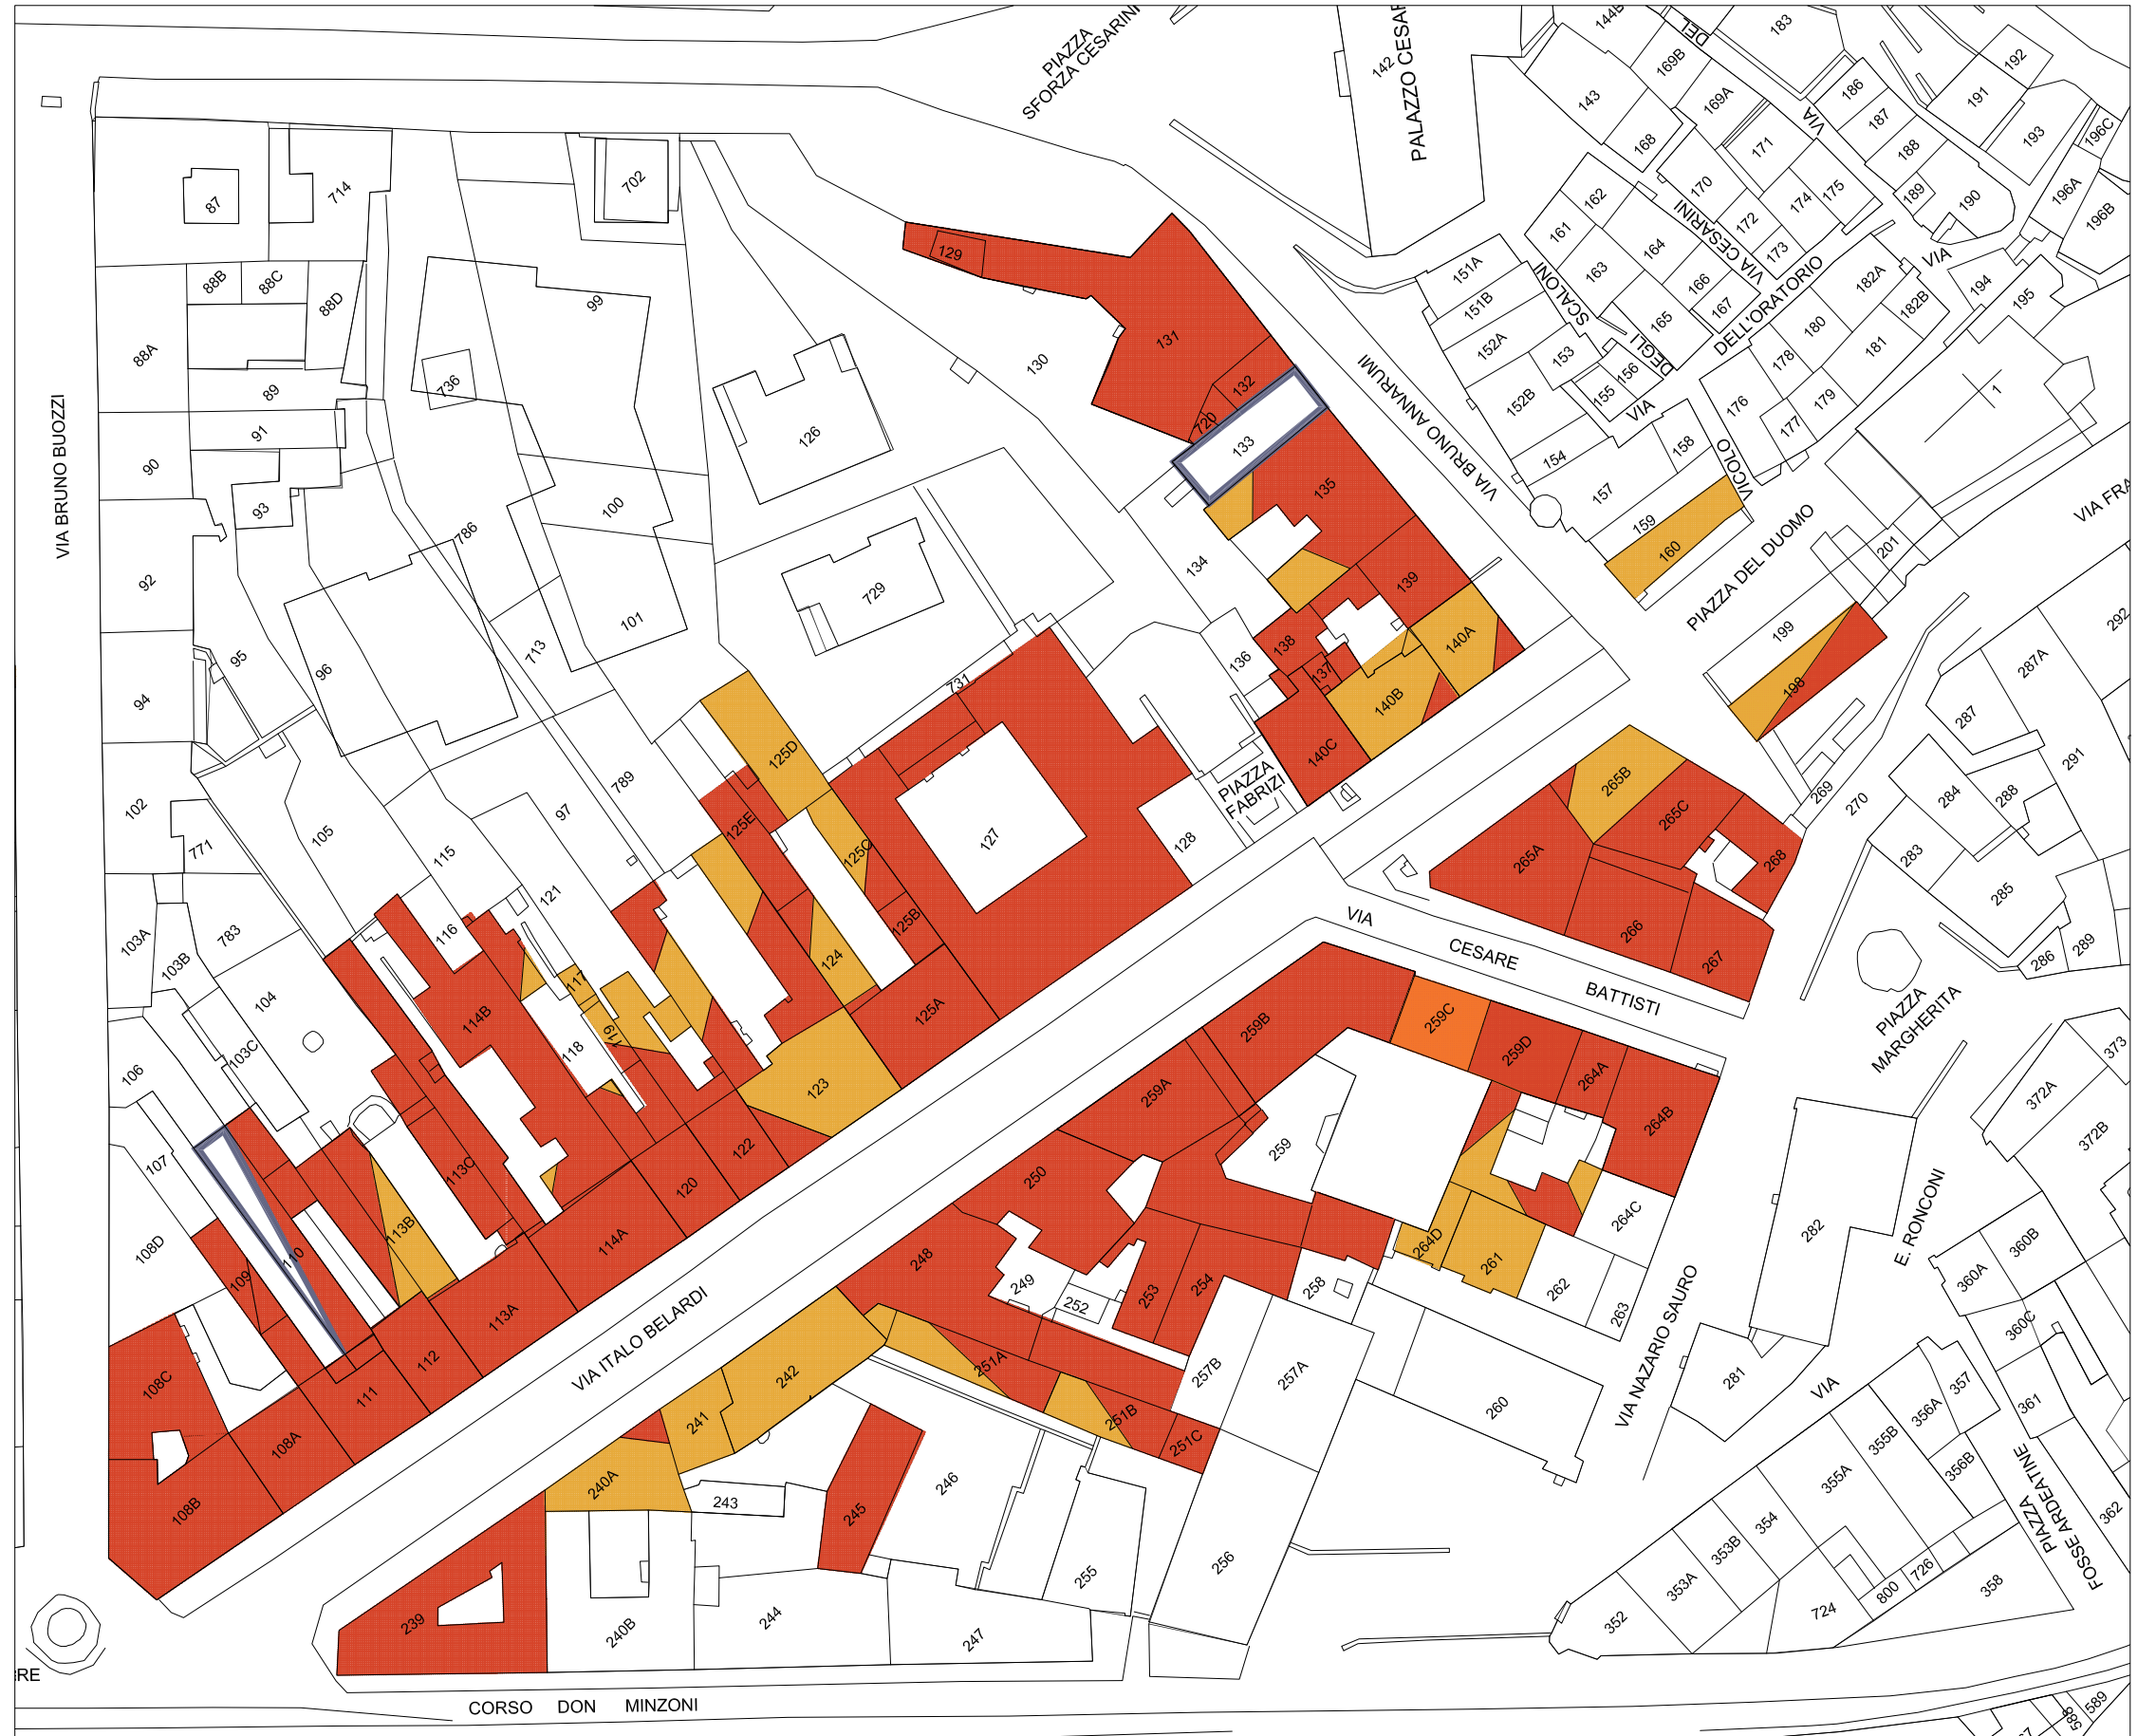 PIAZZA
SFORZA CESARINI
142
PALAZZO CESAR
144B
DEL
183
143
169B
169A
168
171
VIA
186
187
188
189
190
191
192
193
196C
196A
196B
87
714
702
88A
88B
88C
88D
89
91
90
93
92
95
94
96
VIA BRUNO BUOZZI
99
736
786
100
101
713
126
729
731
129
131
130
132
720
133
135
134
139
138
137
136
140A
140B
140C
VIA BRUNO ANNARUMI
151A
151B
152A
152B
153
154
155
156
157
158
159
160
161
162
163
164
165
166
167
170
172
173
174
175
VIA CESARINI
SCALONI
DEGLI
VIA
DELL'ORATORIO
VICOLO
176
177
178
179
180
181
182A
182B
VIA
194
195
1
VIA FRA
PIAZZA DEL DUOMO
199
198
201
269
270
287
287A
292
291
284
288
283
285
286
289
PIAZZA
MARGHERITA
102
771
103A
103B
783
103C
104
105
115
97
789
121
116
114B
118
117
119
125D
125E
125C
125B
124
125A
127
128
PIAZZA
FABRIZI
123
122
120
114A
113C
113B
113A
112
111
110
109
106
107
108D
108C
108B
108A
VIA ITALO BELARDI
265A
265B
265C
266
267
268
VIA
CESARE
BATTISTI
259B
259A
259C
259D
264A
264B
264C
264D
259
250
248
249
252
253
254
258
261
262
263
257B
257A
260
251A
251B
251C
242
241
240A
243
245
246
239
240B
244
247
255
256
VIA NAZARIO SAURO
282
281
E. RONCONI
373
372A
372B
360A
360B
360C
361
362
VIA
357
356A
356B
355B
355A
354
353B
353A
352
724
800
726
358
PIAZZA
FOSSE ARDEATINE
RE
CORSO DON MINZONI
589
588